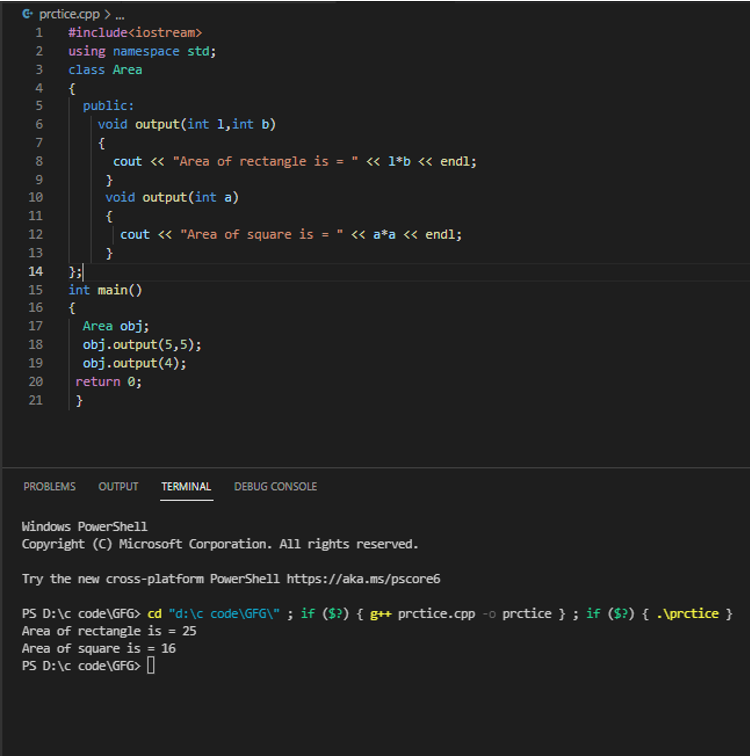 prctice.cpp > ...
1 #include<iostream>
2 using namespace std;
3 class Area
4 {
5 public:
6 void output(int l,int b)
7 {
8 cout << "Area of rectangle is = " << l*b << endl;
9 }
10 void output(int a)
11 {
12 cout << "Area of square is = " << a*a << endl;
13 }
14 };
15 int main()
16 {
17 Area obj;
18 obj.output(5,5);
19 obj.output(4);
20 return 0;
21 }
PROBLEMS OUTPUT TERMINAL DEBUG CONSOLE
Windows PowerShell
Copyright (C) Microsoft Corporation. All rights reserved.
Try the new cross-platform PowerShell https://aka.ms/pscore6
PS D:\c code\GFG> cd "d:\c code\GFG\" ; if ($?) { g++ prctice.cpp -o prctice } ; if ($?) { .\prctice }
Area of rectangle is = 25
Area of square is = 16
PS D:\c code\GFG>